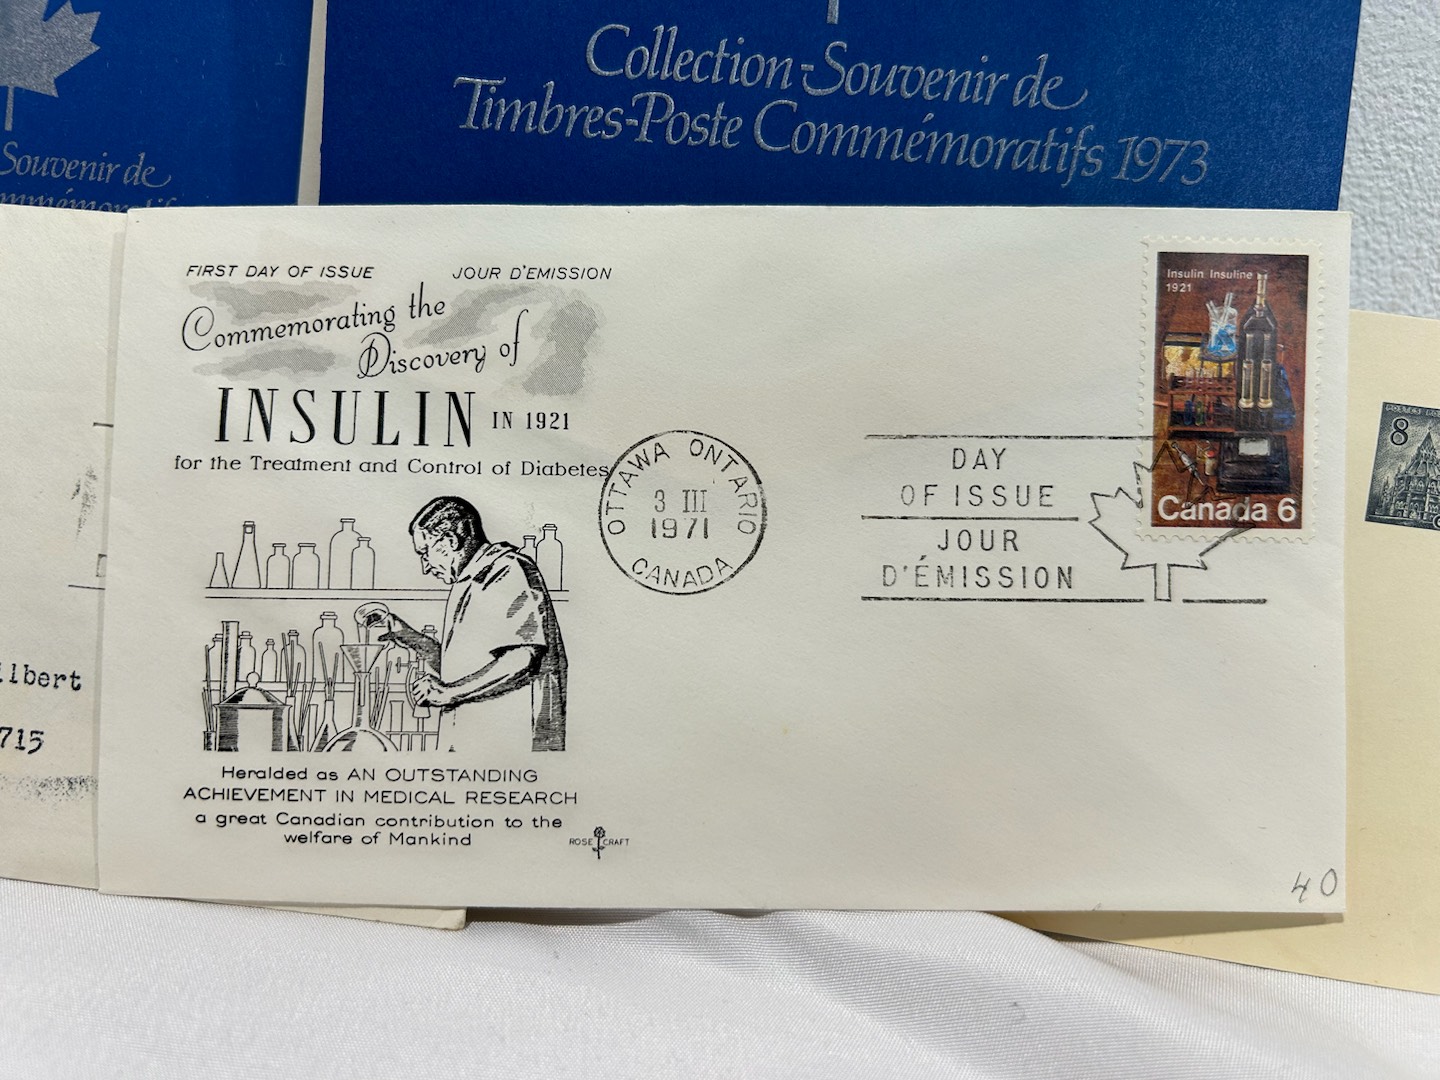 Collection-Souvenir de
Timbres-Poste Commémoratifs 1973
Souvenir de
FIRST DAY OF ISSUE
JOUR D'EMISSION
Commemorating the
Discovery of
INSULIN IN 1921
for the Treatment and Control of Diabetes
Heralded as AN OUTSTANDING
ACHIEVEMENT IN MEDICAL RESEARCH
a great Canadian contribution to the
welfare of Mankind
ROSE CRAFT
OTTAWA ONTARIO
3 III
1971
CANADA
DAY
OF ISSUE
JOUR
D'ÉMISSION
Insulin Insuline
1921
Canada 6
40
ilbert
715
8